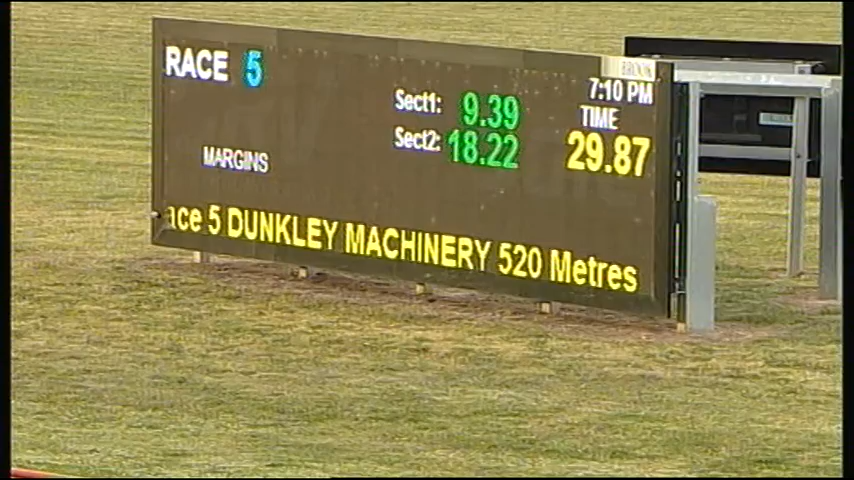 BROOK
RACE 5
7:10 PM
Sect1: 9.39
TIME
Sect2: 18.22
29.87
MARGINS
ace 5 DUNKLEY MACHINERY 520 Metres